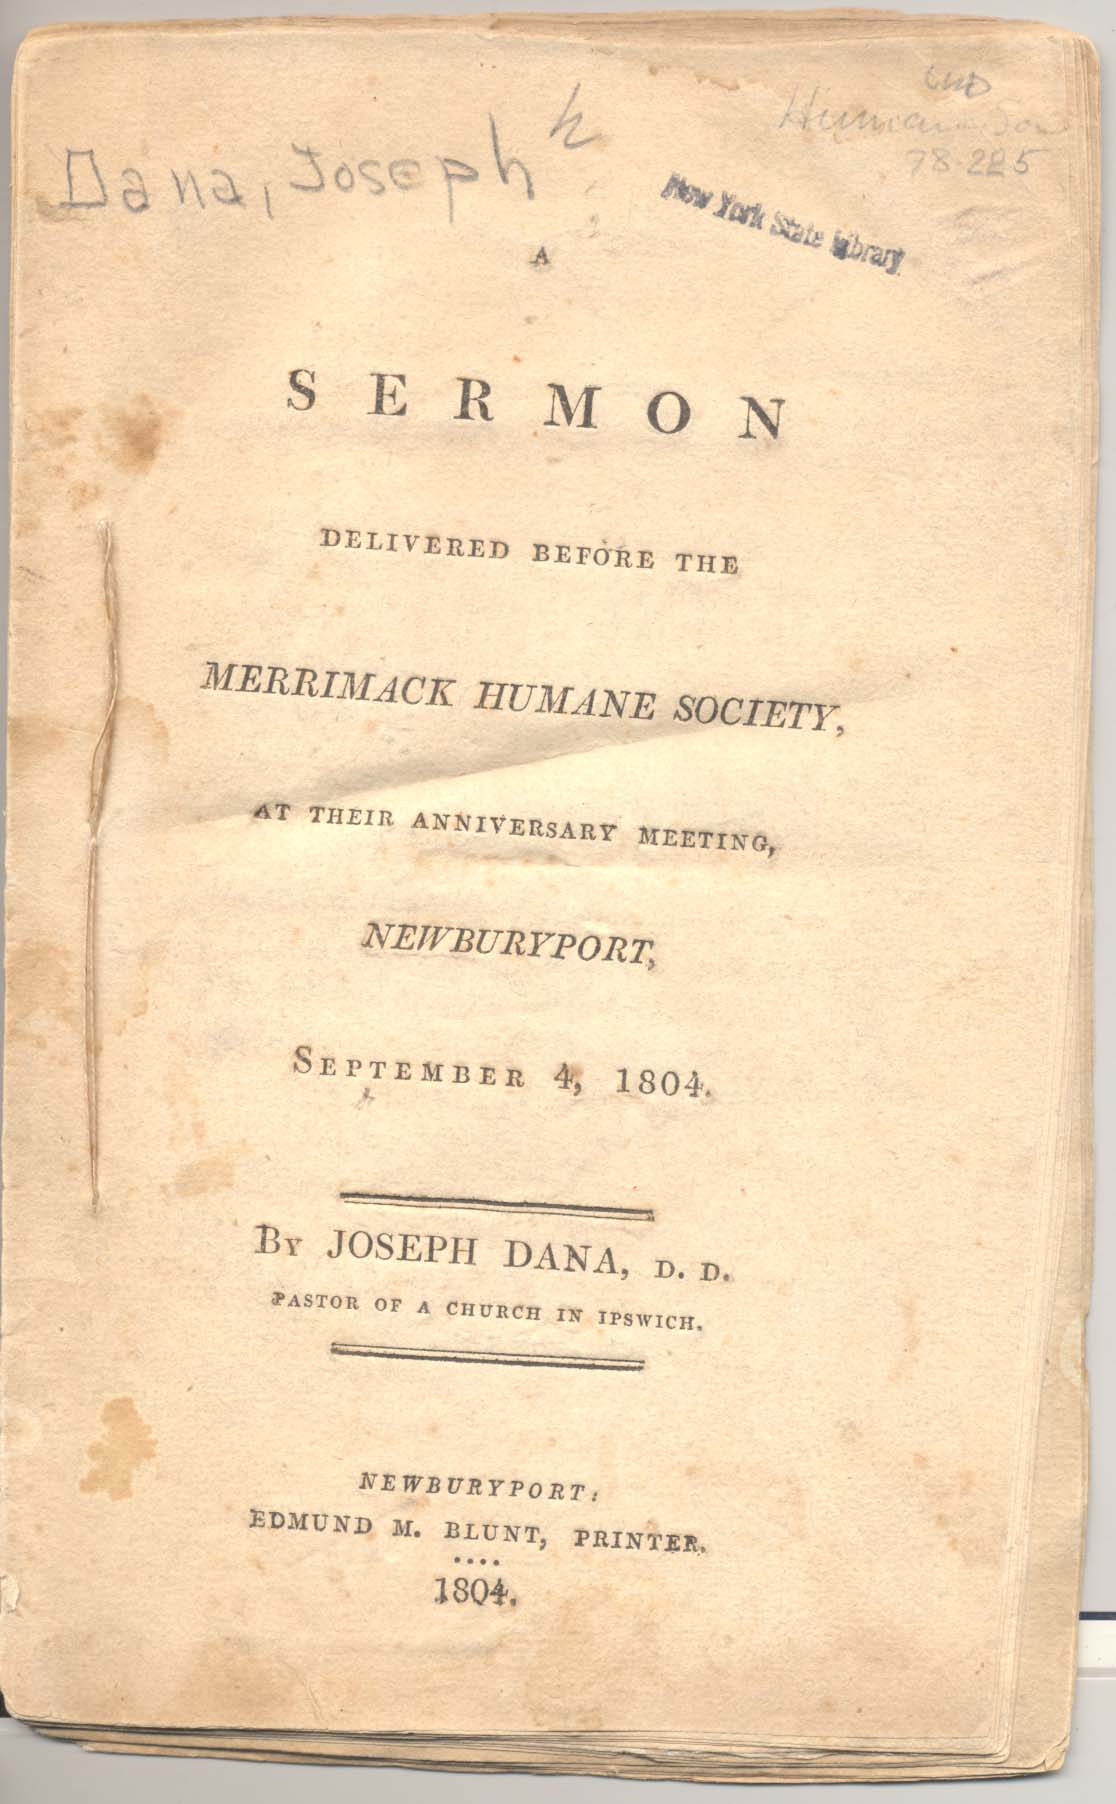 Dana, Joseph h
78-225
New York State Library
A
SERMON
DELIVERED BEFORE THE
MERRIMACK HUMANE SOCIETY,
AT THEIR ANNIVERSARY MEETING,
NEWBURYPORT,
SEPTEMBER 4, 1804.
BY JOSEPH DANA, D. D.
PASTOR OF A CHURCH IN IPSWICH.
NEWBURYPORT:
EDMUND M. BLUNT, PRINTER.
....
1804.